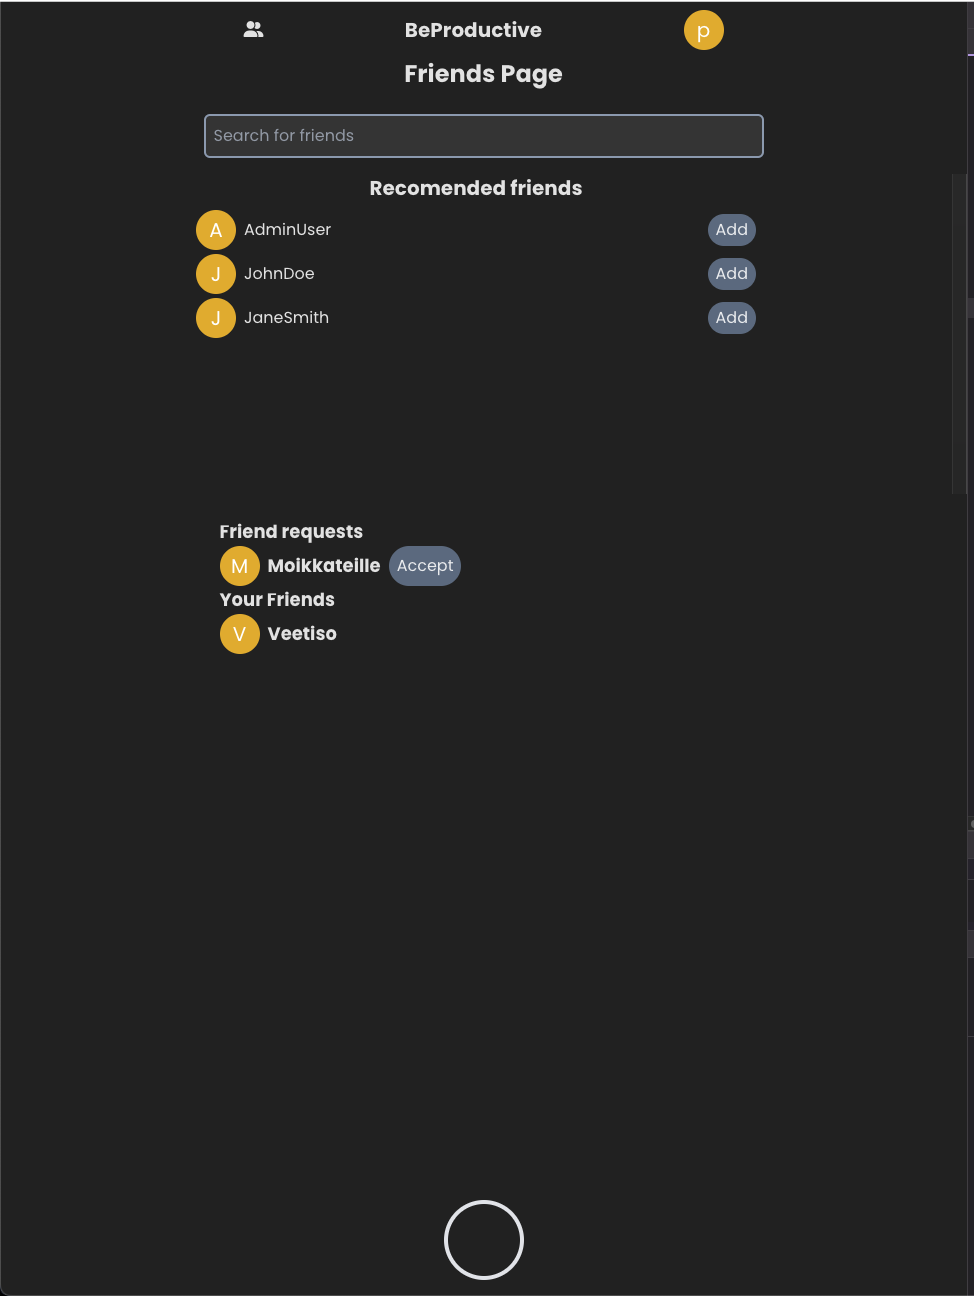 BeProductive
p
Friends Page
Search for friends
Recomended friends
A AdminUser Add
J JohnDoe Add
J JaneSmith Add
Friend requests
M Moikkateille Accept
Your Friends
V Veetiso